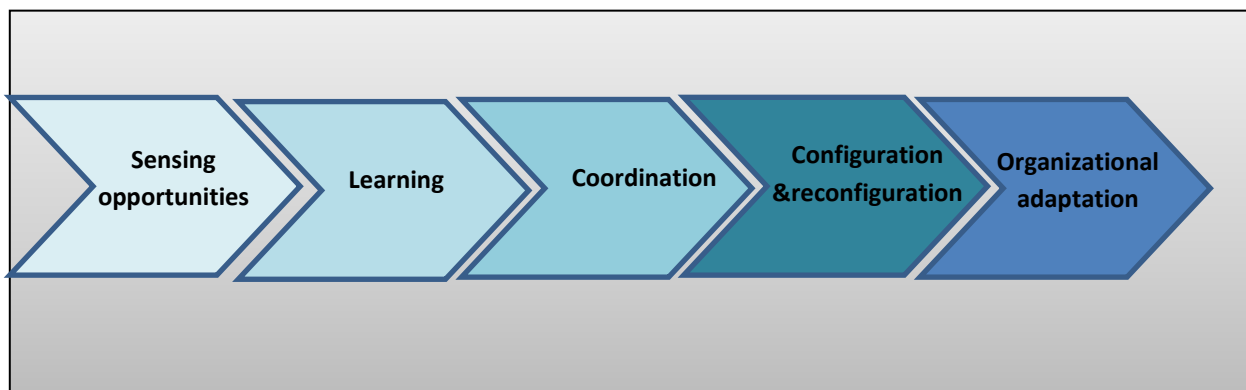 Sensing
opportunities
Learning
Coordination
Configuration
&reconfiguration
Organizational
adaptation